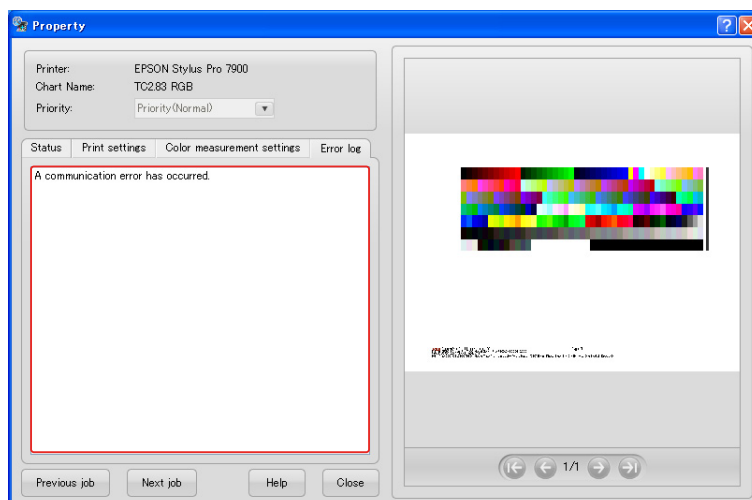 Property
Printer: EPSON Stylus Pro 7900
Chart Name: TC2.83 RGB
Priority: Priority(Normal)
Status Print settings Color measurement settings Error log
A communication error has occurred.
1/1
Previous job Next job Help Close